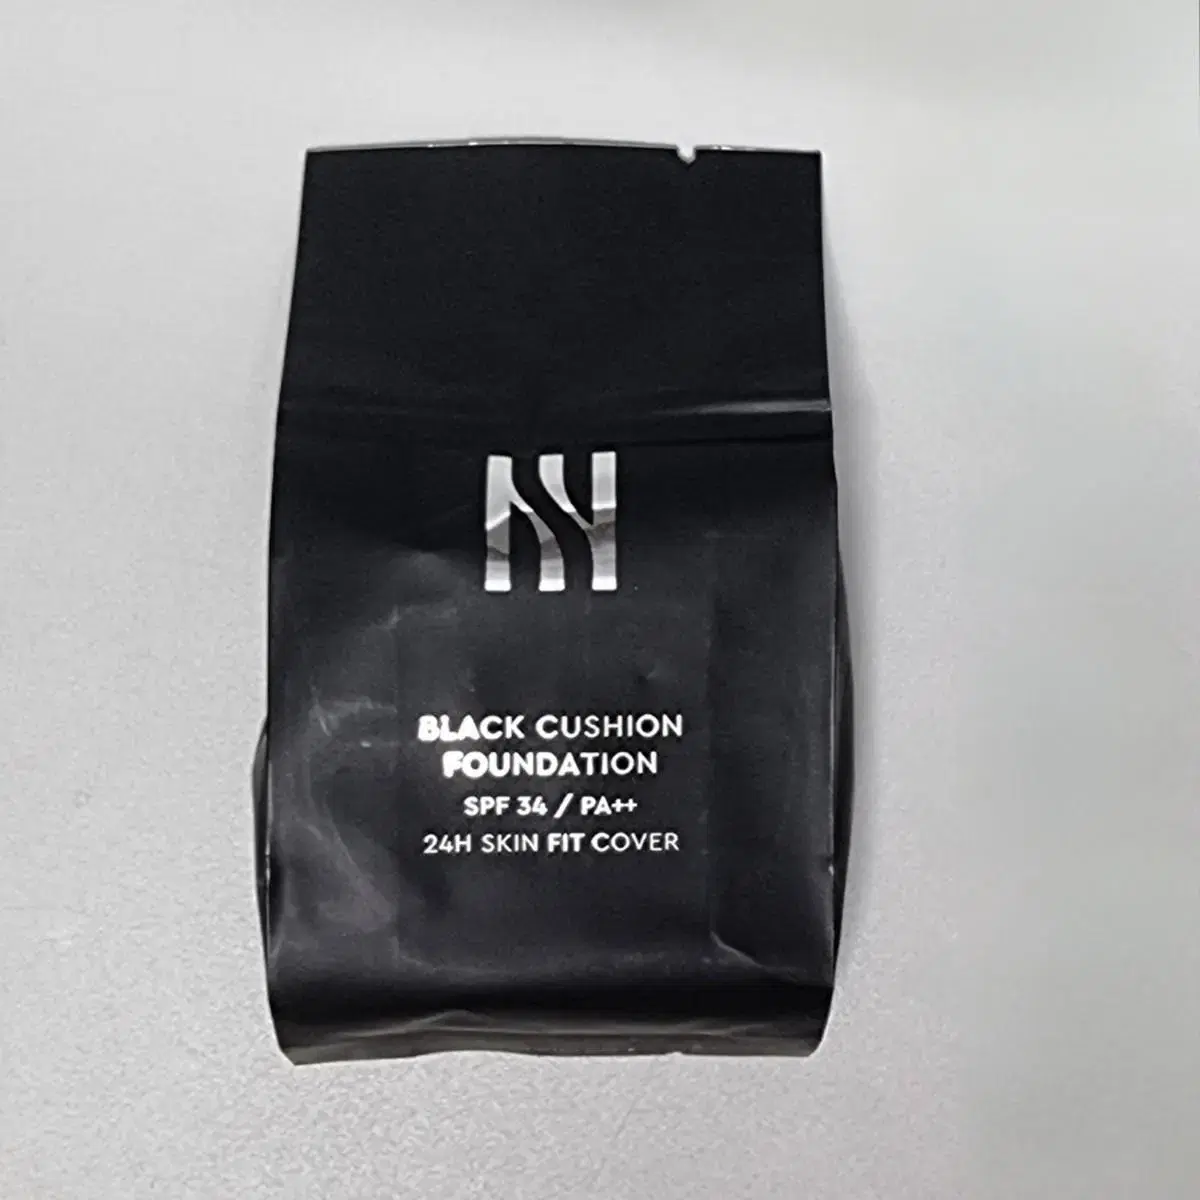 BLACK CUSHION
FOUNDATION
SPF 34 / PA++
24H SKIN FIT COVER